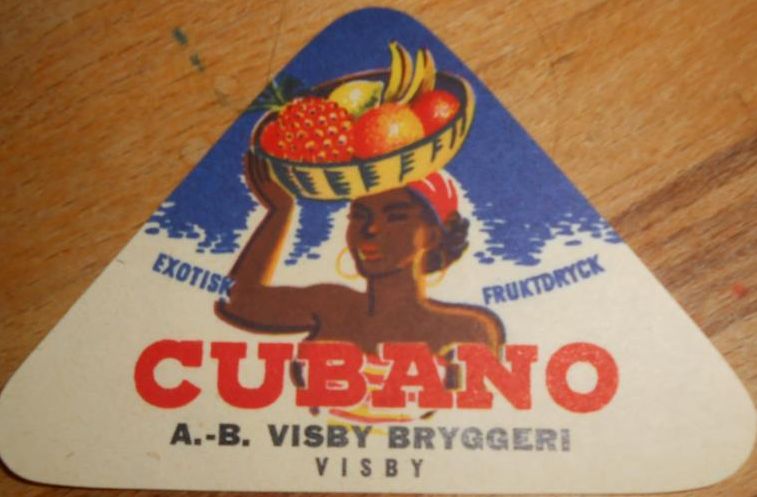 EXOTISK FRUKTDRYCK
CUBANO
A.-B. VISBY BRYGGERI
VISBY